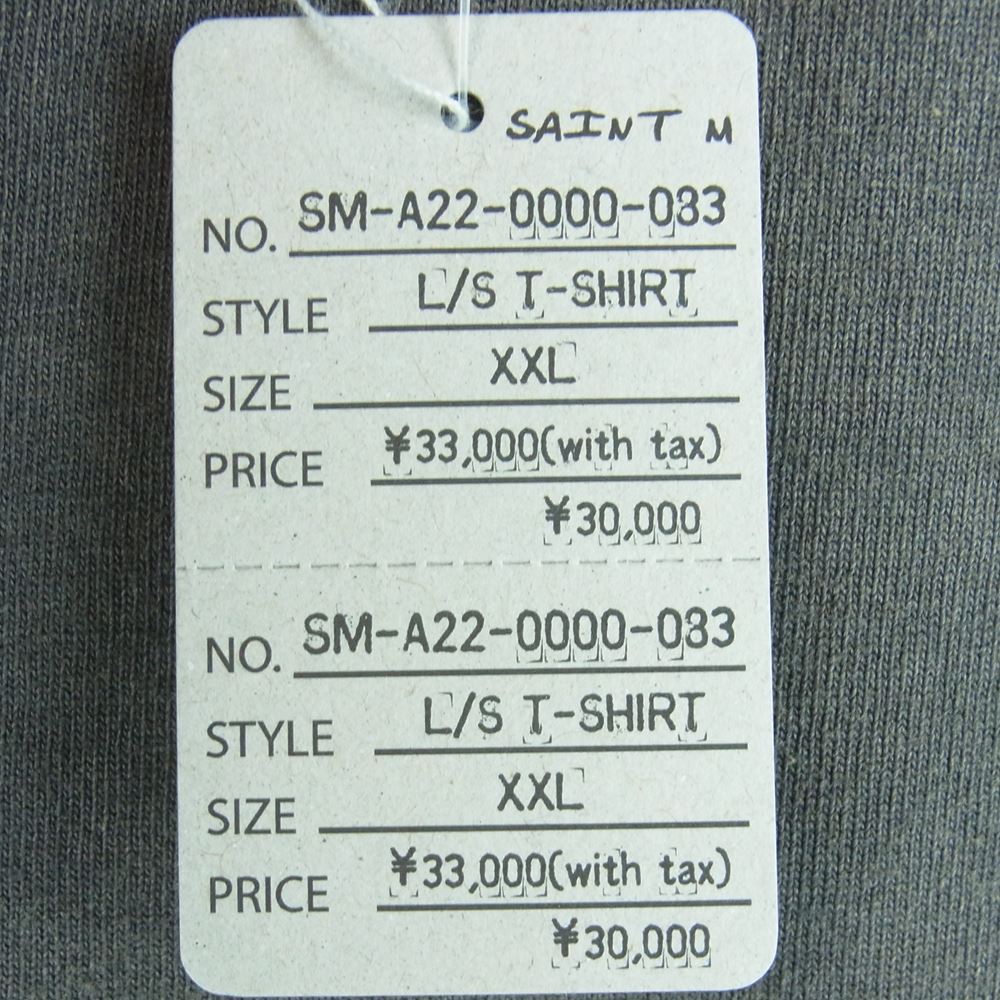 SAINT M
NO. SM-A22-0000-083
STYLE L/S T-SHIRT
SIZE XXL
PRICE ¥33,000(with tax)
¥30,000
NO. SM-A22-0000-083
STYLE L/S T-SHIRT
SIZE XXL
PRICE ¥33,000(with tax)
¥30,000